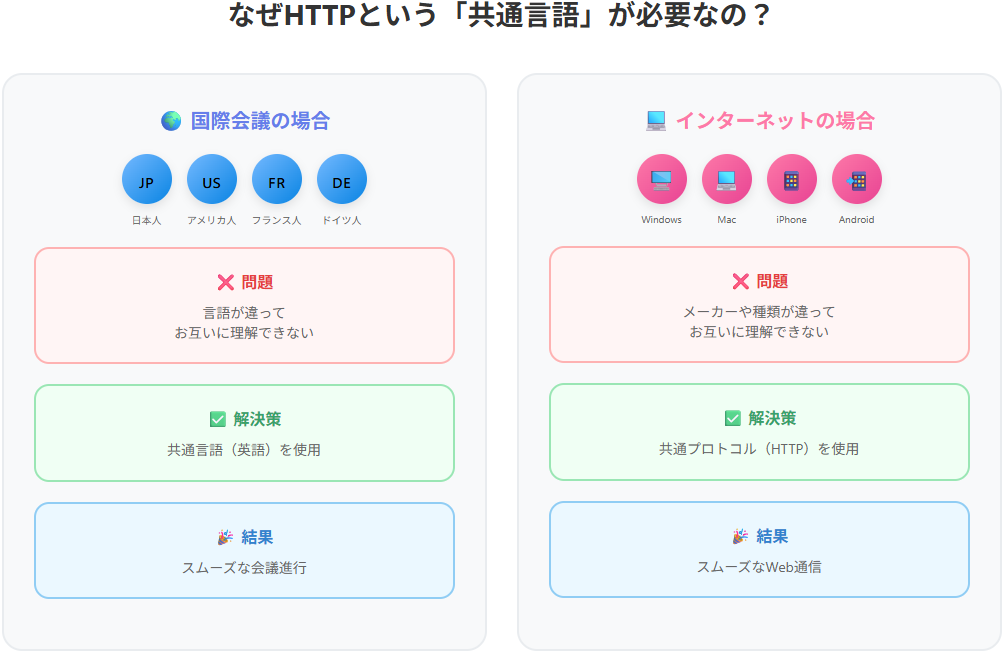 なぜHTTPという「共通言語」が必要なの？
国際会議の場合
JP US FR DE
日本人 アメリカ人 フランス人 ドイツ人
問題
言語が違って
お互いに理解できない
解決策
共通言語（英語）を使用
結果
スムーズな会議進行
インターネットの場合
Windows Mac iPhone Android
問題
メーカーや種類が違って
お互いに理解できない
解決策
共通プロトコル（HTTP）を使用
結果
スムーズなWeb通信